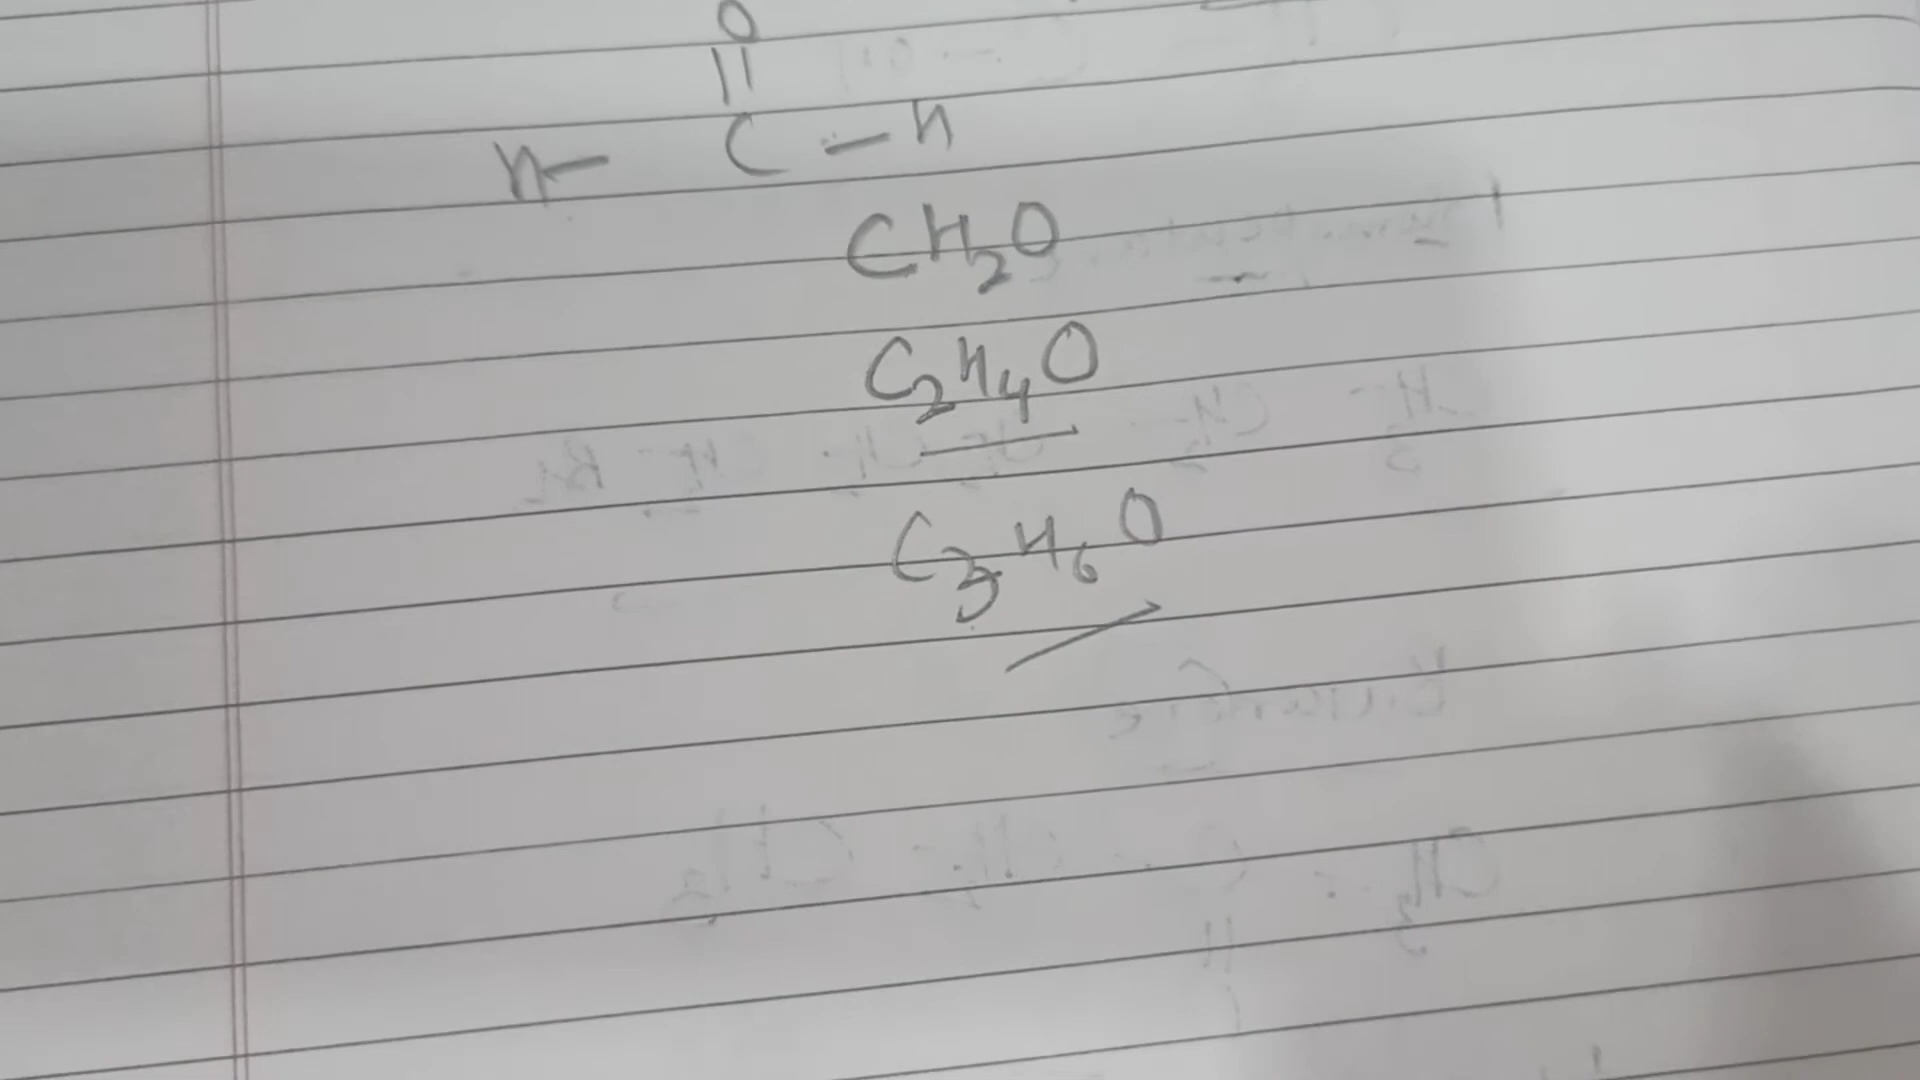 O
||
H – C – H
CH₂O
C₂H₄O
C₃H₆O